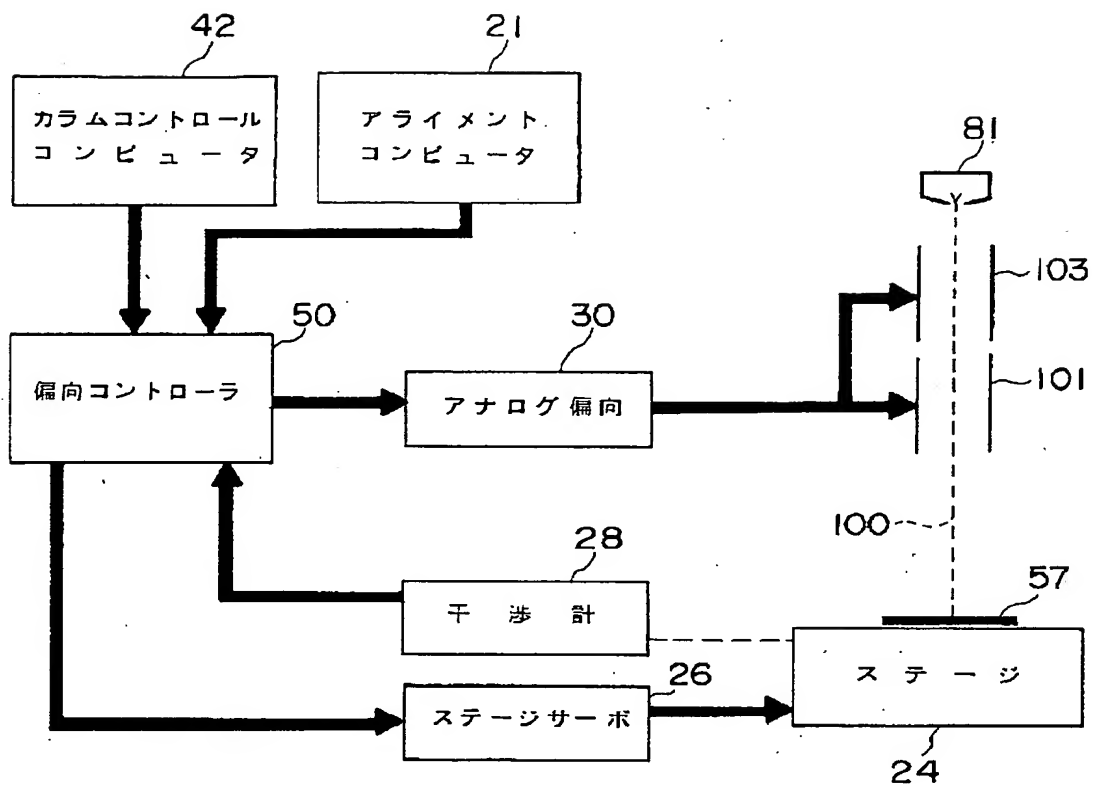 42
21
カラムコントロール
コンピュータ
アライメント
コンピュータ
81
103
50
30
偏向コントローラ
アナログ偏向
101
100
28
57
干渉計
ステージ
26
ステージサーボ
24